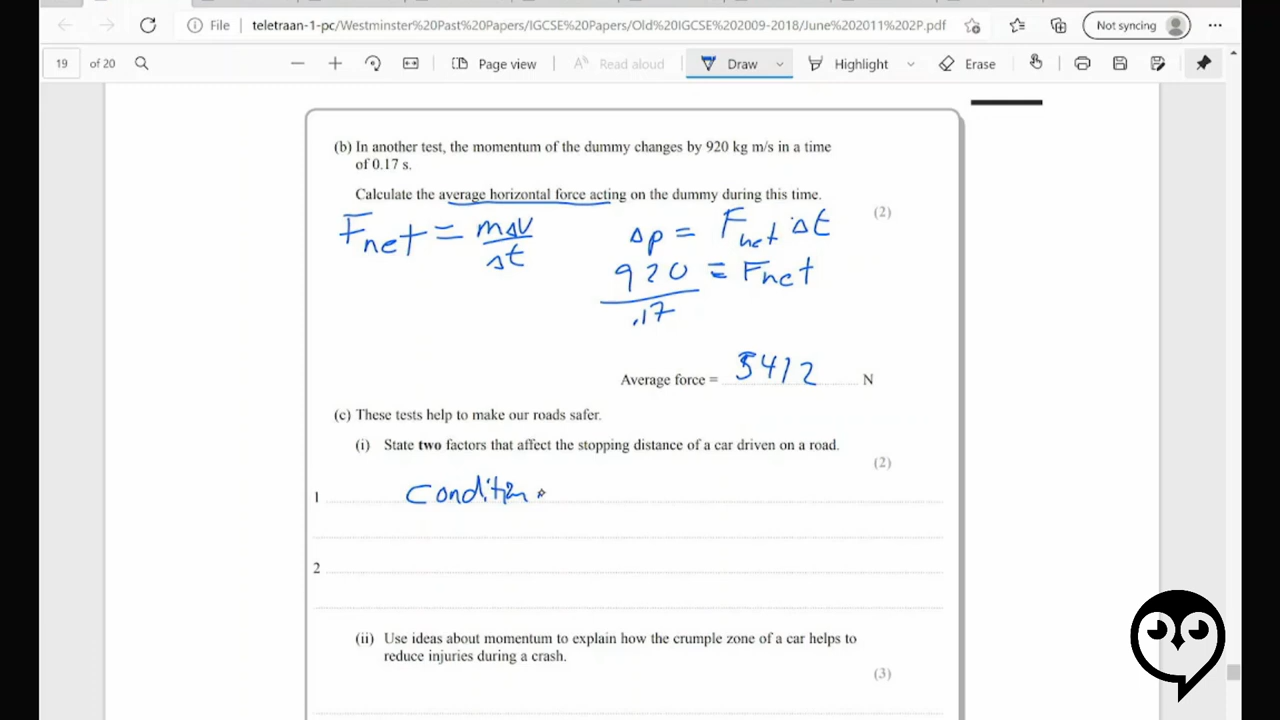 File teletraan-1-pc/Westminster%20Past%20Papers/IGCSE%20Papers/Old%20IGCSE%202009-2018/June%202011%202P.pdf Not syncing
19 of 20 Page view Read aloud Draw Highlight Erase
(b) In another test, the momentum of the dummy changes by 920 kg m/s in a time
of 0.17 s.
Calculate the average horizontal force acting on the dummy during this time.
(2)
Fnet = mΔv/Δt
Δp = Fnet Δt
920/.17 = Fnet
Average force = 5412 N
(c) These tests help to make our roads safer.
(i) State two factors that affect the stopping distance of a car driven on a road.
(2)
1 Condition
2
(ii) Use ideas about momentum to explain how the crumple zone of a car helps to
reduce injuries during a crash.
(3)